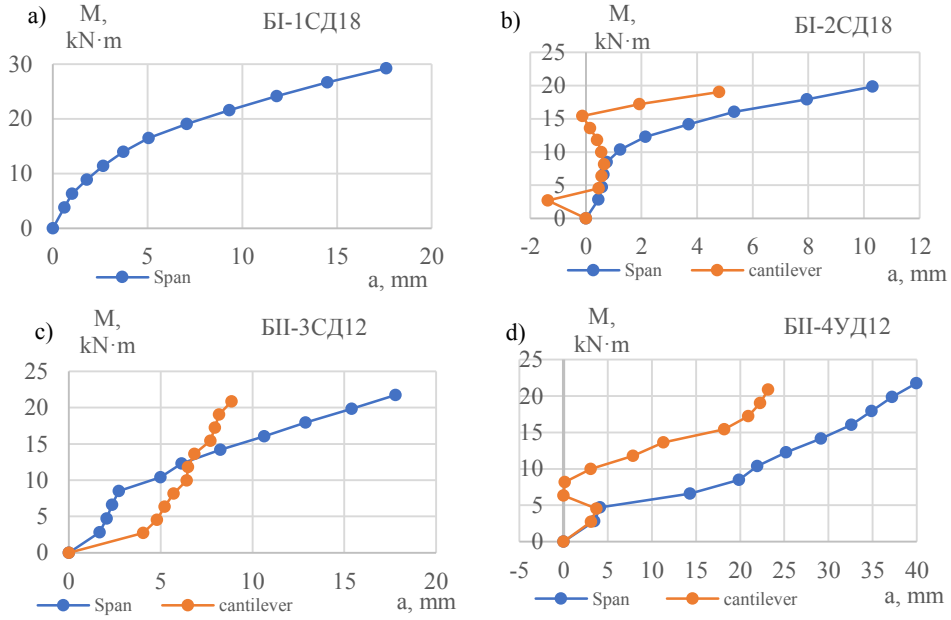 a)
M,
kN·m
БI-1СД18
30
20
10
0
0 5 10 15 20
Span
a, mm
b)
M,
kN·m
БI-2СД18
25
20
15
10
5
0
-2 0 2 4 6 8 10 12
Span cantilever
a, mm
c)
M,
kN·m
БII-3СД12
25
20
15
10
5
0
0 5 10 15 20
Span cantilever
a, mm
d)
M,
kN·m
БII-4УД12
25
20
15
10
5
0
-5 0 5 10 15 20 25 30 35 40
Span cantilever
a, mm